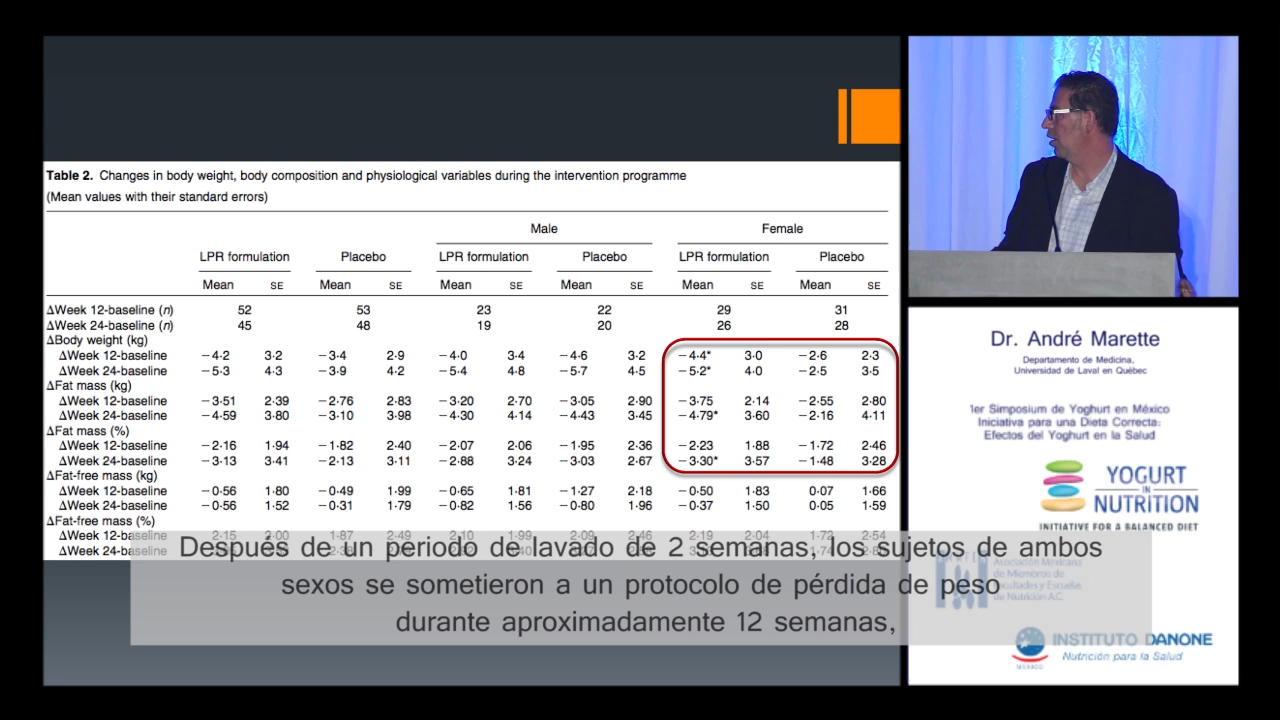 Table 2. Changes in body weight, body composition and physiological variables during the intervention programme
(Mean values with their standard errors)
Male Female
LPR formulation Placebo LPR formulation Placebo LPR formulation Placebo
Mean SE Mean SE Mean SE Mean SE Mean SE Mean SE
ΔWeek 12-baseline (n) 52 53 23 22 29 31
ΔWeek 24-baseline (n) 45 48 19 20 26 28
ΔBody weight (kg)
ΔWeek 12-baseline −4·2 3·2 −3·4 2·9 −4·0 3·4 −4·6 3·2 −4·4* 3·0 −2·6 2·3
ΔWeek 24-baseline −5·3 4·3 −3·9 4·2 −5·4 4·8 −5·7 4·5 −5·2* 4·0 −2·5 3·5
ΔFat mass (kg)
ΔWeek 12-baseline −3·51 2·39 −2·76 2·83 −3·20 2·70 −3·05 2·90 −3·75 2·14 −2·55 2·80
ΔWeek 24-baseline −4·59 3·80 −3·10 3·98 −4·30 4·14 −4·43 3·45 −4·79* 3·60 −2·16 4·11
ΔFat mass (%)
ΔWeek 12-baseline −2·16 1·94 −1·82 2·40 −2·07 2·06 −1·95 2·36 −2·23 1·88 −1·72 2·46
ΔWeek 24-baseline −3·13 3·41 −2·13 3·11 −2·88 3·24 −3·03 2·67 −3·30* 3·57 −1·48 3·28
ΔFat-free mass (kg)
ΔWeek 12-baseline −0·56 1·80 −0·49 1·99 −0·65 1·81 −1·27 2·18 −0·50 1·83 0·07 1·66
ΔWeek 24-baseline −0·56 1·52 −0·31 1·79 −0·82 1·56 −0·80 1·96 −0·37 1·50 0·05 1·59
ΔFat-free mass (%)
ΔWeek 12-baseline 2·15 2·00 1·87 2·49 2·10 1·99 2·09 2·46 2·19 2·04 1·72 2·54
ΔWeek 24-baseline
Después de un periodo de lavado de 2 semanas, los sujetos de ambos
sexos se sometieron a un protocolo de pérdida de peso
durante aproximadamente 12 semanas,
Dr. André Marette
Departamento de Medicina,
Universidad de Laval en Québec
1er Simposium de Yoghurt en México
Iniciativa para una Dieta Correcta:
Efectos del Yoghurt en la Salud
YOGURT
IN
NUTRITION
INITIATIVE FOR A BALANCED DIET
Asociación Mexicana
de Miembros de
Facultades y Escuelas
de Nutrición A.C.
INSTITUTO DANONE
Nutrición para la Salud
MÉXICO